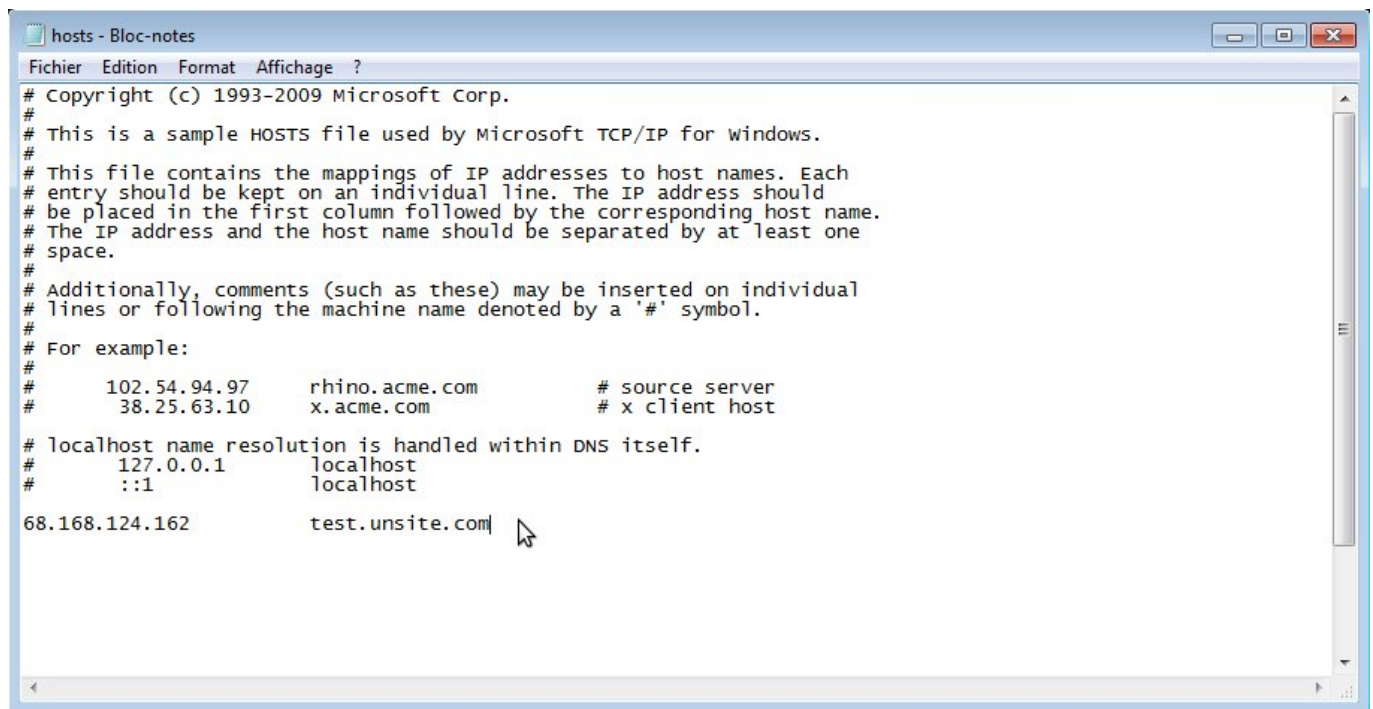 hosts - Bloc-notes
Fichier Edition Format Affichage ?
# Copyright (c) 1993-2009 Microsoft Corp.
#
# This is a sample HOSTS file used by Microsoft TCP/IP for Windows.
#
# This file contains the mappings of IP addresses to host names. Each
# entry should be kept on an individual line. The IP address should
# be placed in the first column followed by the corresponding host name.
# The IP address and the host name should be separated by at least one
# space.
#
# Additionally, comments (such as these) may be inserted on individual
# lines or following the machine name denoted by a '#' symbol.
#
# For example:
#
#      102.54.94.97     rhino.acme.com          # source server
#       38.25.63.10     x.acme.com              # x client host
# localhost name resolution is handled within DNS itself.
#       127.0.0.1       localhost
#       ::1             localhost
68.168.124.162          test.unsite.com